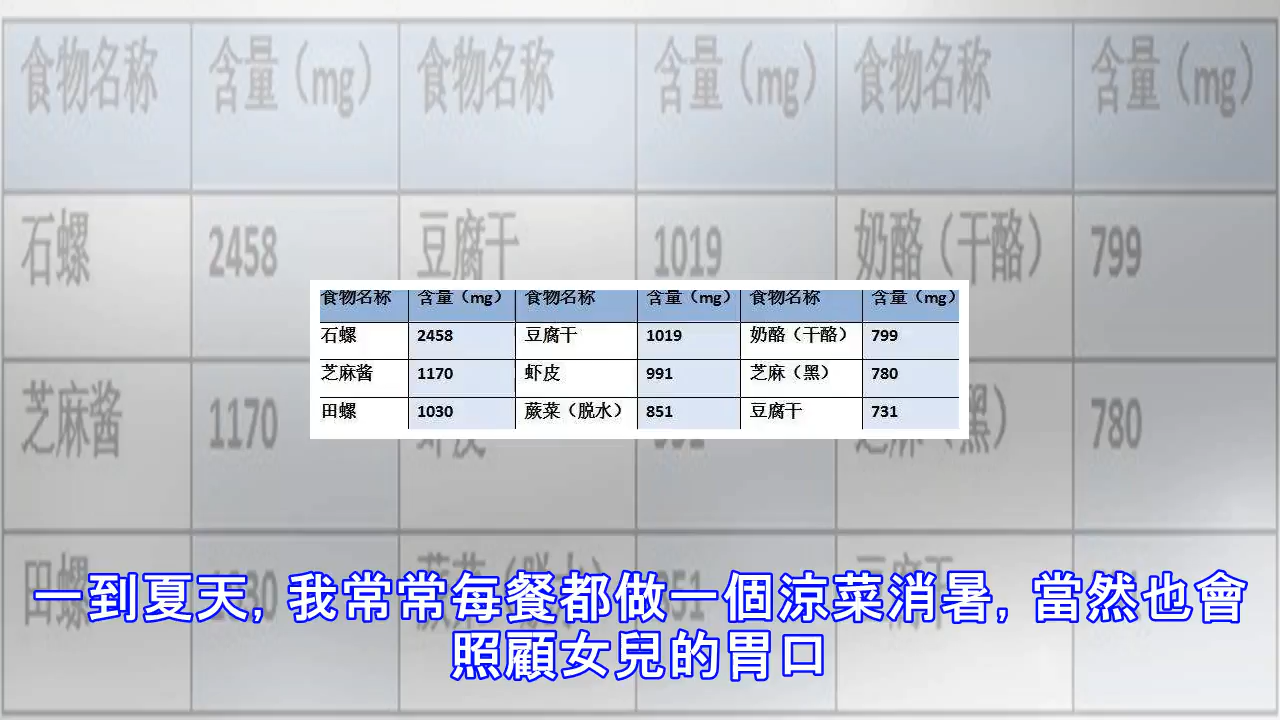 食物名称 含量（mg） 食物名称 含量（mg） 食物名称 含量（mg）
石螺 2458 豆腐干 1019 奶酪（干酪） 799
芝麻酱 1170 虾皮 991 芝麻（黑） 780
田螺 1030 蕨菜（脱水） 851 豆腐干 731
一到夏天, 我常常每餐都做一個涼菜消暑, 當然也會
照顧女兒的胃口